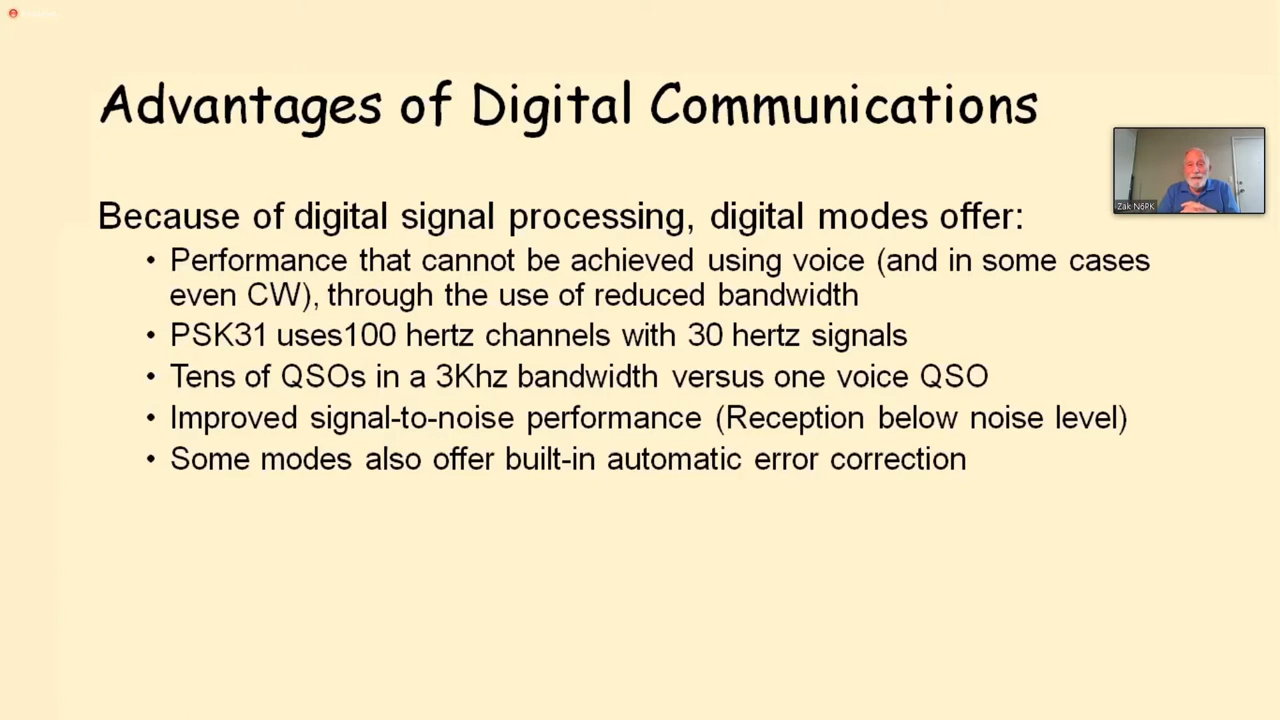 Advantages of Digital Communications
Because of digital signal processing, digital modes offer:
• Performance that cannot be achieved using voice (and in some cases
even CW), through the use of reduced bandwidth
• PSK31 uses100 hertz channels with 30 hertz signals
• Tens of QSOs in a 3Khz bandwidth versus one voice QSO
• Improved signal-to-noise performance (Reception below noise level)
• Some modes also offer built-in automatic error correction
Zak N6PK